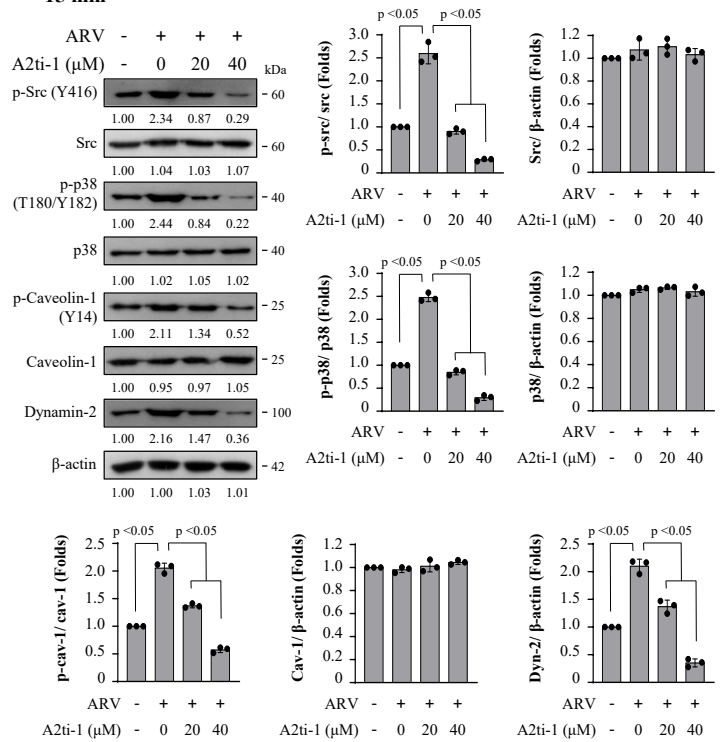 ARV - + + +
A2ti-1 (μM) - 0 20 40 kDa
p-Src (Y416) - 60
1.00 2.34 0.87 0.29
Src - 60
1.00 1.04 1.03 1.07
p-p38 (T180/Y182) - 40
1.00 2.44 0.84 0.22
p38 - 40
1.00 1.02 1.05 1.02
p-Caveolin-1 (Y14) - 25
1.00 2.11 1.34 0.52
Caveolin-1 - 25
1.00 0.95 0.97 1.05
Dynamin-2 - 100
1.00 2.16 1.47 0.36
β-actin - 42
1.00 1.00 1.03 1.01
p-src/ src (Folds)
p <0.05 p <0.05
3.0
2.5
2.0
1.5
1.0
0.5
0
ARV - + + +
A2ti-1 (μM) - 0 20 40
Src/ β-actin (Folds)
1.2
1.0
0.8
0.6
0.4
0.2
0
ARV - + + +
A2ti-1 (μM) - 0 20 40
p-p38/ p38 (Folds)
p <0.05 p <0.05
3.0
2.5
2.0
1.5
1.0
0.5
0
ARV - + + +
A2ti-1 (μM) - 0 20 40
p38/ β-actin (Folds)
1.2
1.0
0.8
0.6
0.4
0.2
0
ARV - + + +
A2ti-1 (μM) - 0 20 40
p-cav-1/ cav-1 (Folds)
p <0.05 p <0.05
2.5
2.0
1.5
1.0
0.5
0.0
ARV - + + +
A2ti-1 (μM) - 0 20 40
Cav-1/ β-actin (Folds)
1.2
1.0
0.8
0.6
0.4
0.2
0
ARV - + + +
A2ti-1 (μM) - 0 20 40
Dyn-2/ β-actin (Folds)
p <0.05 p <0.05
2.5
2.0
1.5
1.0
0.5
0.0
ARV - + + +
A2ti-1 (μM) - 0 20 40